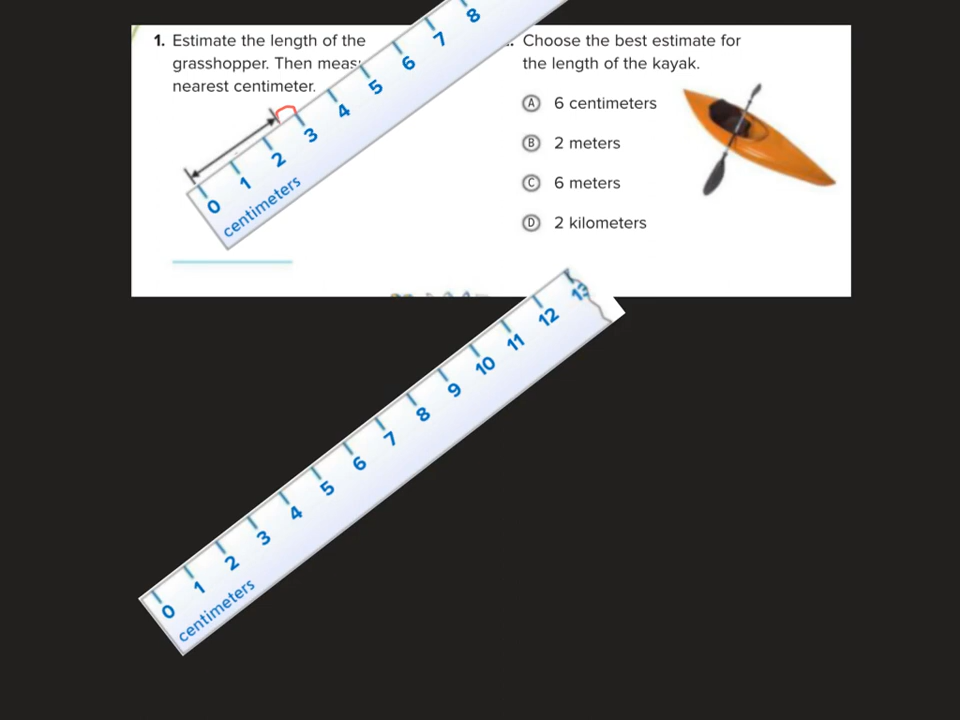 1. Estimate the length of the
grasshopper. Then meas
nearest centimeter.
0 1 2 3 4 5 6 7 8
centimeters
Choose the best estimate for
the length of the kayak.
A 6 centimeters
B 2 meters
C 6 meters
D 2 kilometers
0 1 2 3 4 5 6 7 8 9 10 11 12 13
centimeters